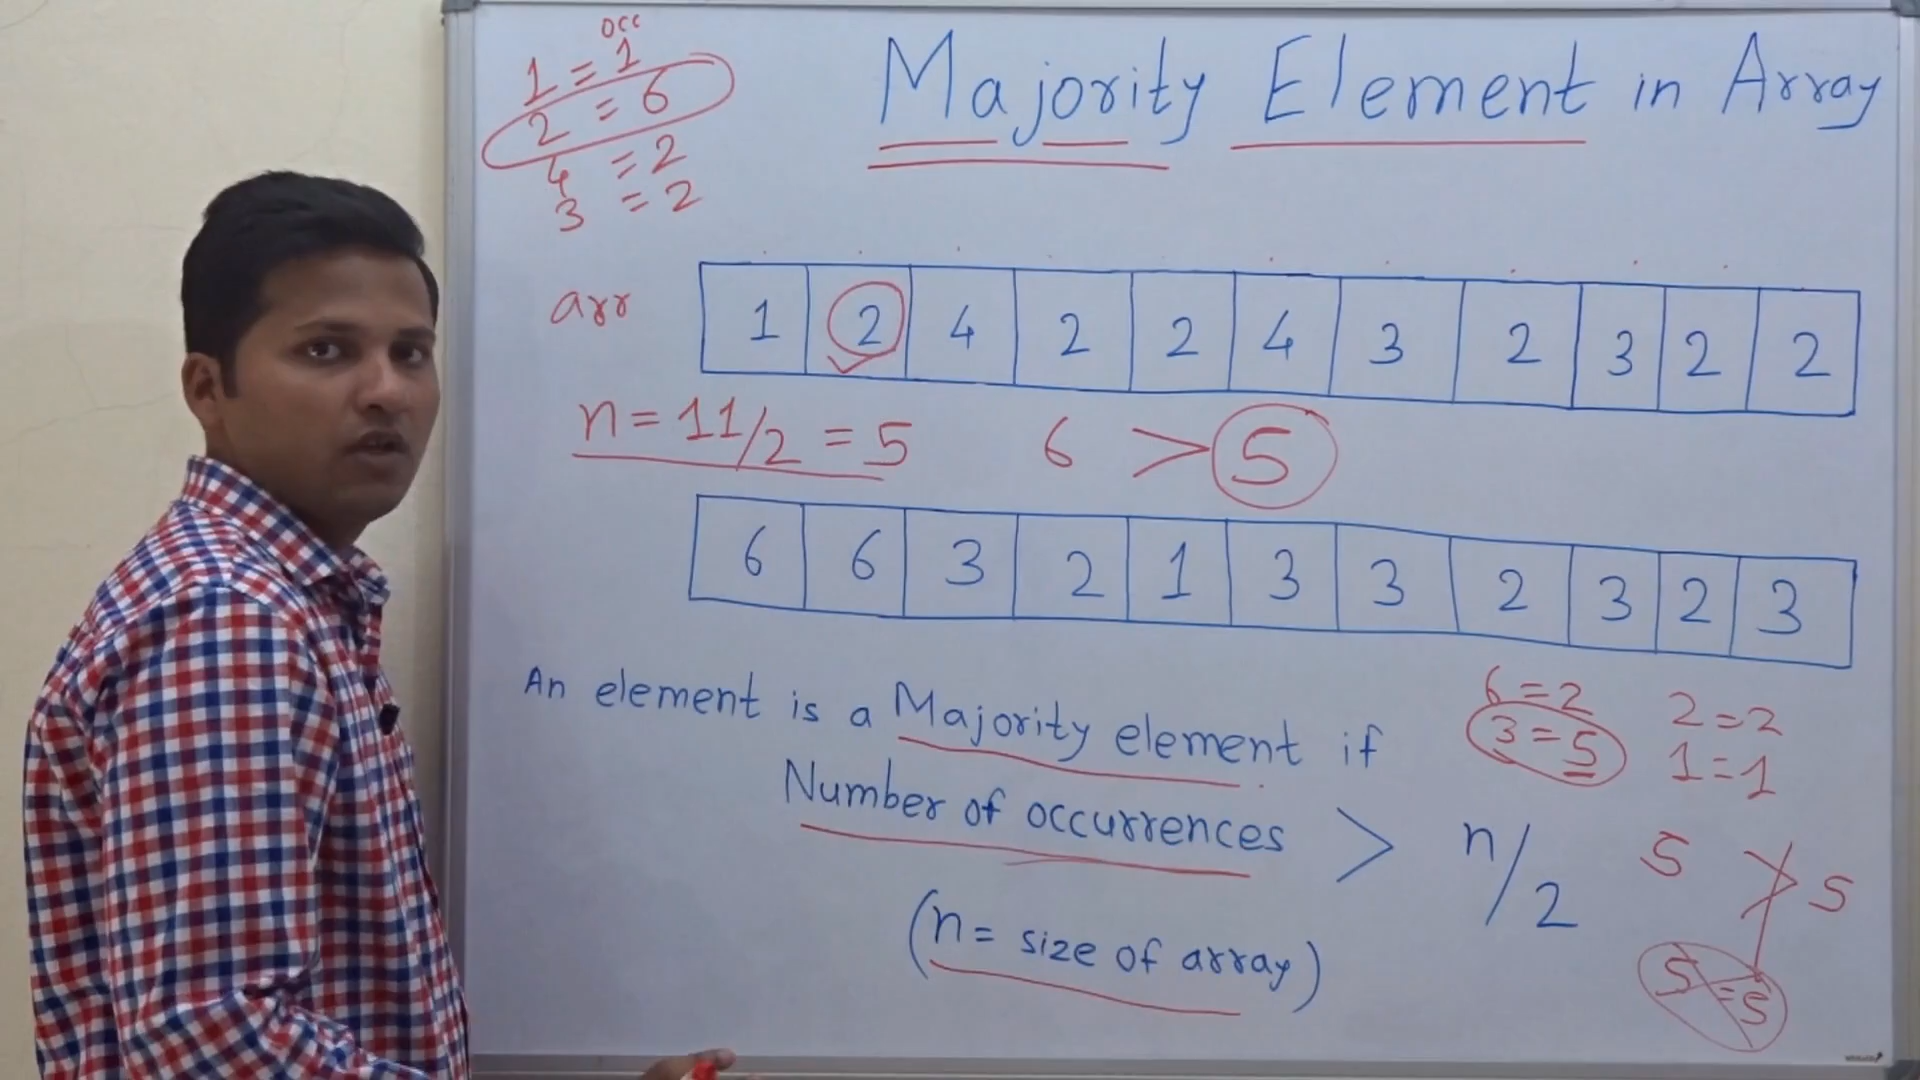 occ
1 = 1
2 = 6
4 = 2
3 = 2
Majority Element in Array
arr
1 2 4 2 2 4 3 2 3 2 2
n = 11/2 = 5
6 > 5
6 6 3 2 1 3 3 2 3 2 3
An element is a Majority element if
Number of occurrences > n/2
(n = size of array)
6 = 2
3 = 5
2 = 2
1 = 1
5 > 5
5 = 5